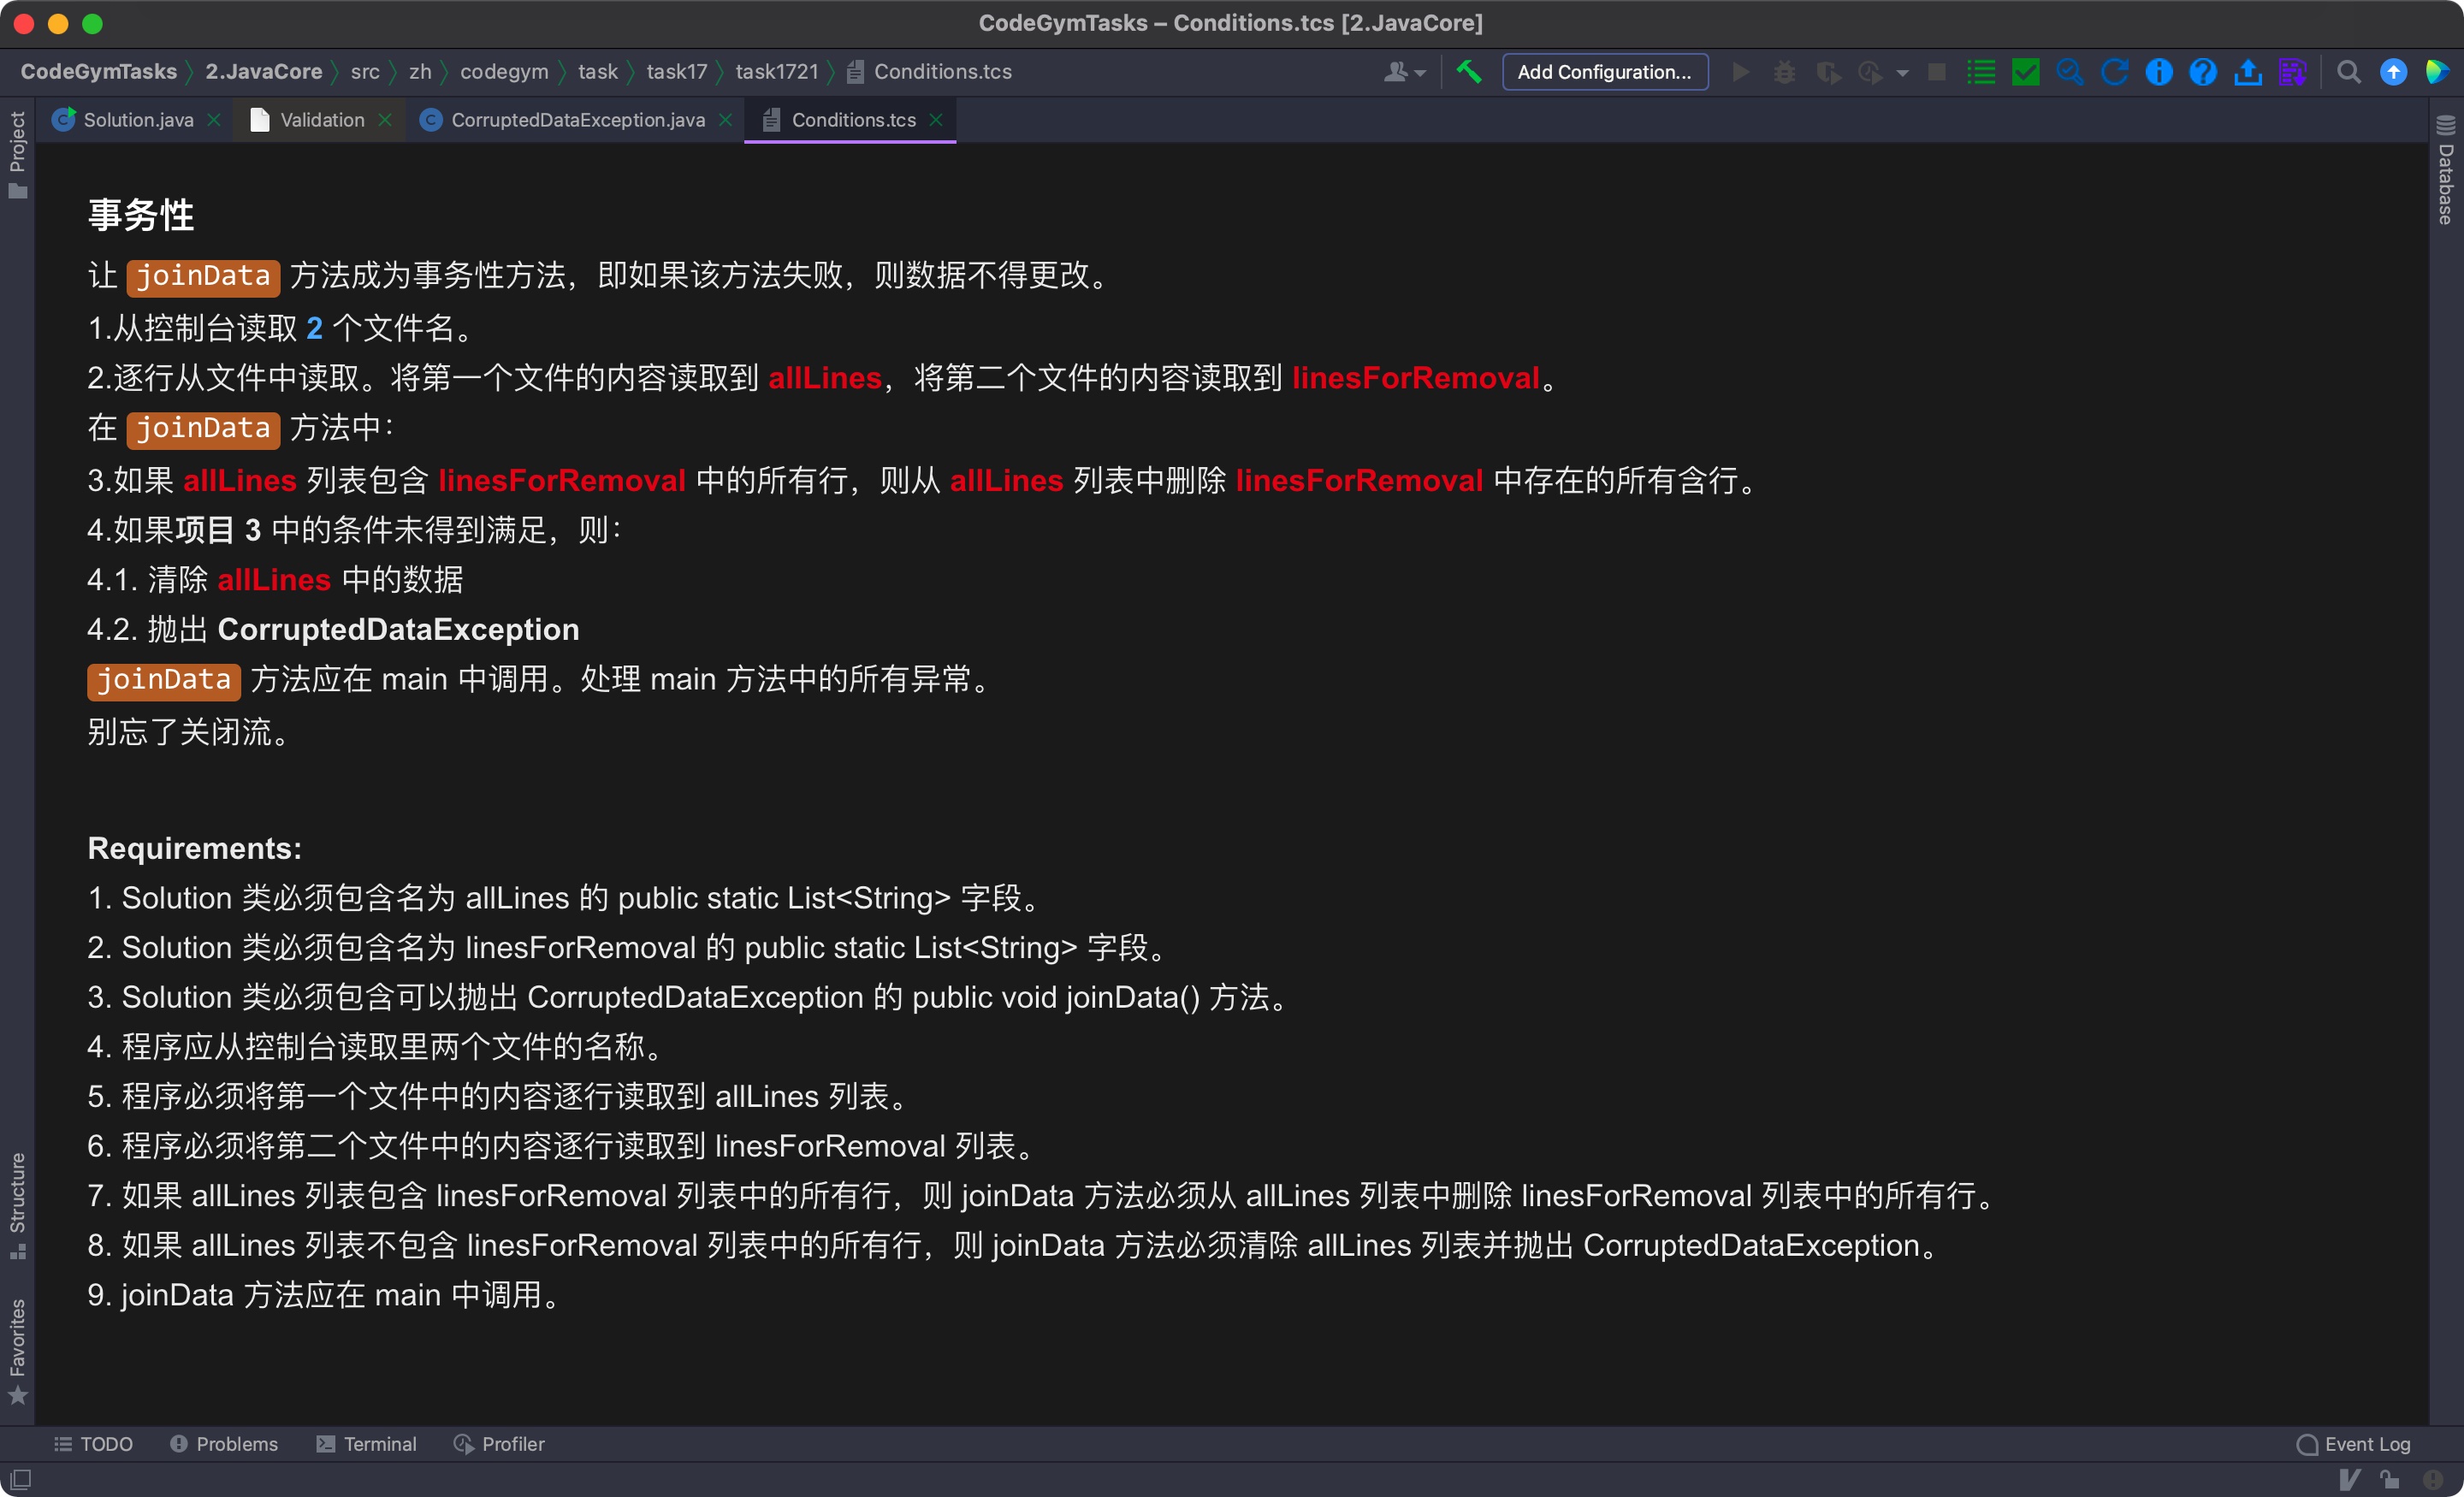 CodeGymTasks – Conditions.tcs [2.JavaCore]
CodeGymTasks 2.JavaCore src zh codegym task task17 task1721 Conditions.tcs Add Configuration...
Solution.java Validation CorruptedDataException.java Conditions.tcs
Project
Database
事务性
让 joinData 方法成为事务性方法，即如果该方法失败，则数据不得更改。
1.从控制台读取 2 个文件名。
2.逐行从文件中读取。将第一个文件的内容读取到 allLines，将第二个文件的内容读取到 linesForRemoval。
在 joinData 方法中：
3.如果 allLines 列表包含 linesForRemoval 中的所有行，则从 allLines 列表中删除 linesForRemoval 中存在的所有含行。
4.如果项目 3 中的条件未得到满足，则：
4.1. 清除 allLines 中的数据
4.2. 抛出 CorruptedDataException
joinData 方法应在 main 中调用。处理 main 方法中的所有异常。
别忘了关闭流。
Requirements:
1. Solution 类必须包含名为 allLines 的 public static List<String> 字段。
2. Solution 类必须包含名为 linesForRemoval 的 public static List<String> 字段。
3. Solution 类必须包含可以抛出 CorruptedDataException 的 public void joinData() 方法。
4. 程序应从控制台读取里两个文件的名称。
5. 程序必须将第一个文件中的内容逐行读取到 allLines 列表。
6. 程序必须将第二个文件中的内容逐行读取到 linesForRemoval 列表。
7. 如果 allLines 列表包含 linesForRemoval 列表中的所有行，则 joinData 方法必须从 allLines 列表中删除 linesForRemoval 列表中的所有行。
8. 如果 allLines 列表不包含 linesForRemoval 列表中的所有行，则 joinData 方法必须清除 allLines 列表并抛出 CorruptedDataException。
9. joinData 方法应在 main 中调用。
Structure
Favorites
TODO Problems Terminal Profiler Event Log